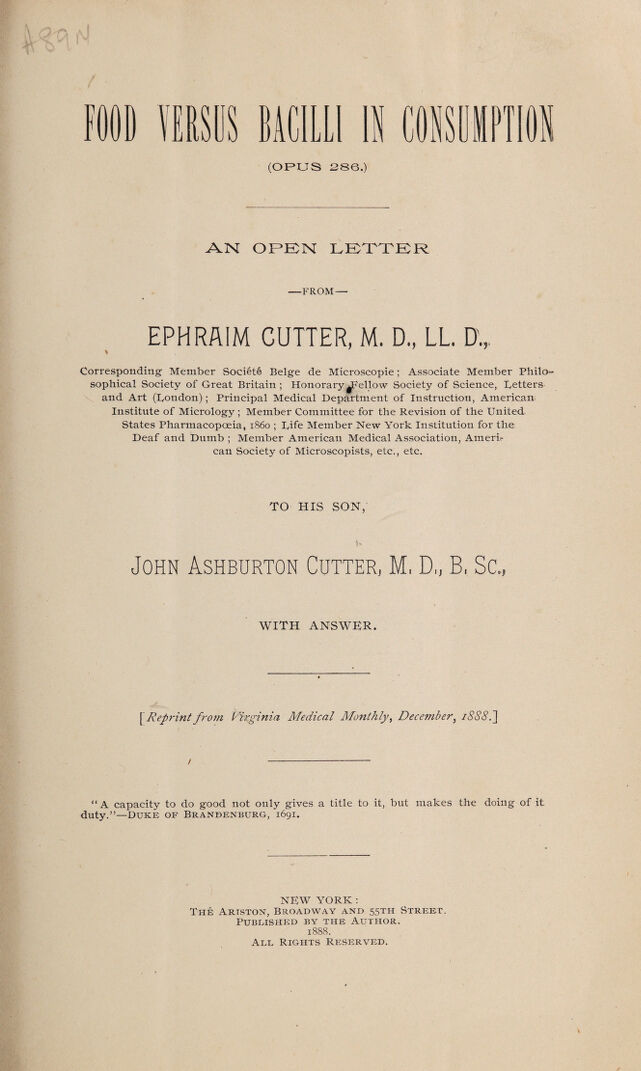 A89N
FOOD VERSUS BACILLI IN CONSUMPTION
(OPUS 286.)
AN OPEN LETTER
—FROM—
EPHRAIM CUTTER, M. D., LL. D.,
Corresponding Member Société Belge de Microscopie; Associate Member Philo-
sophical Society of Great Britain; Honorary Fellow Society of Science, Letters
and Art (London); Principal Medical Department of Instruction, American
Institute of Micrology; Member Committee for the Revision of the United
States Pharmacopœia, 1860; Life Member New York Institution for the
Deaf and Dumb; Member American Medical Association, Ameri-
can Society of Microscopists, etc., etc.
TO HIS SON,
JOHN ASHBURTON CUTTER, M. D., B. SC.,
WITH ANSWER.
[Reprint from Virginia Medical Monthly, December, 1888.]
"A capacity to do good not only gives a title to it, but makes the doing of it
duty."—DUKE OF BRANDENBURG, 1691.
NEW YORK:
THE ARISTON, BROADWAY AND 55TH STREET.
PUBLISHED BY THE AUTHOR.
1888.
ALL RIGHTS RESERVED.